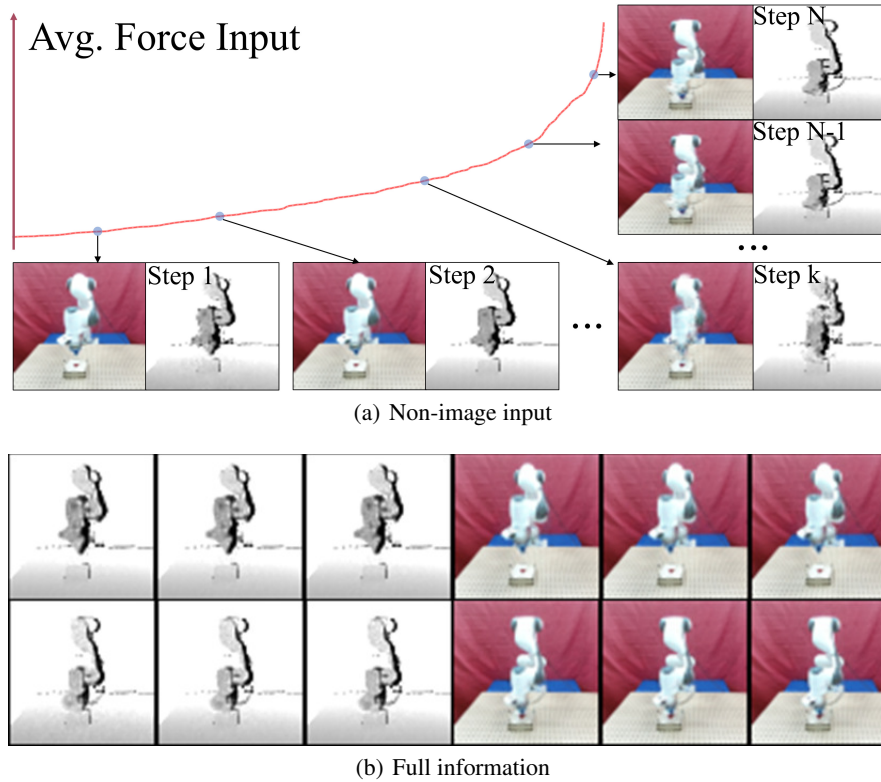 Avg. Force Input
Step N
Step N-1
...
Step 1
Step 2
...
Step k
(a) Non-image input
(b) Full information